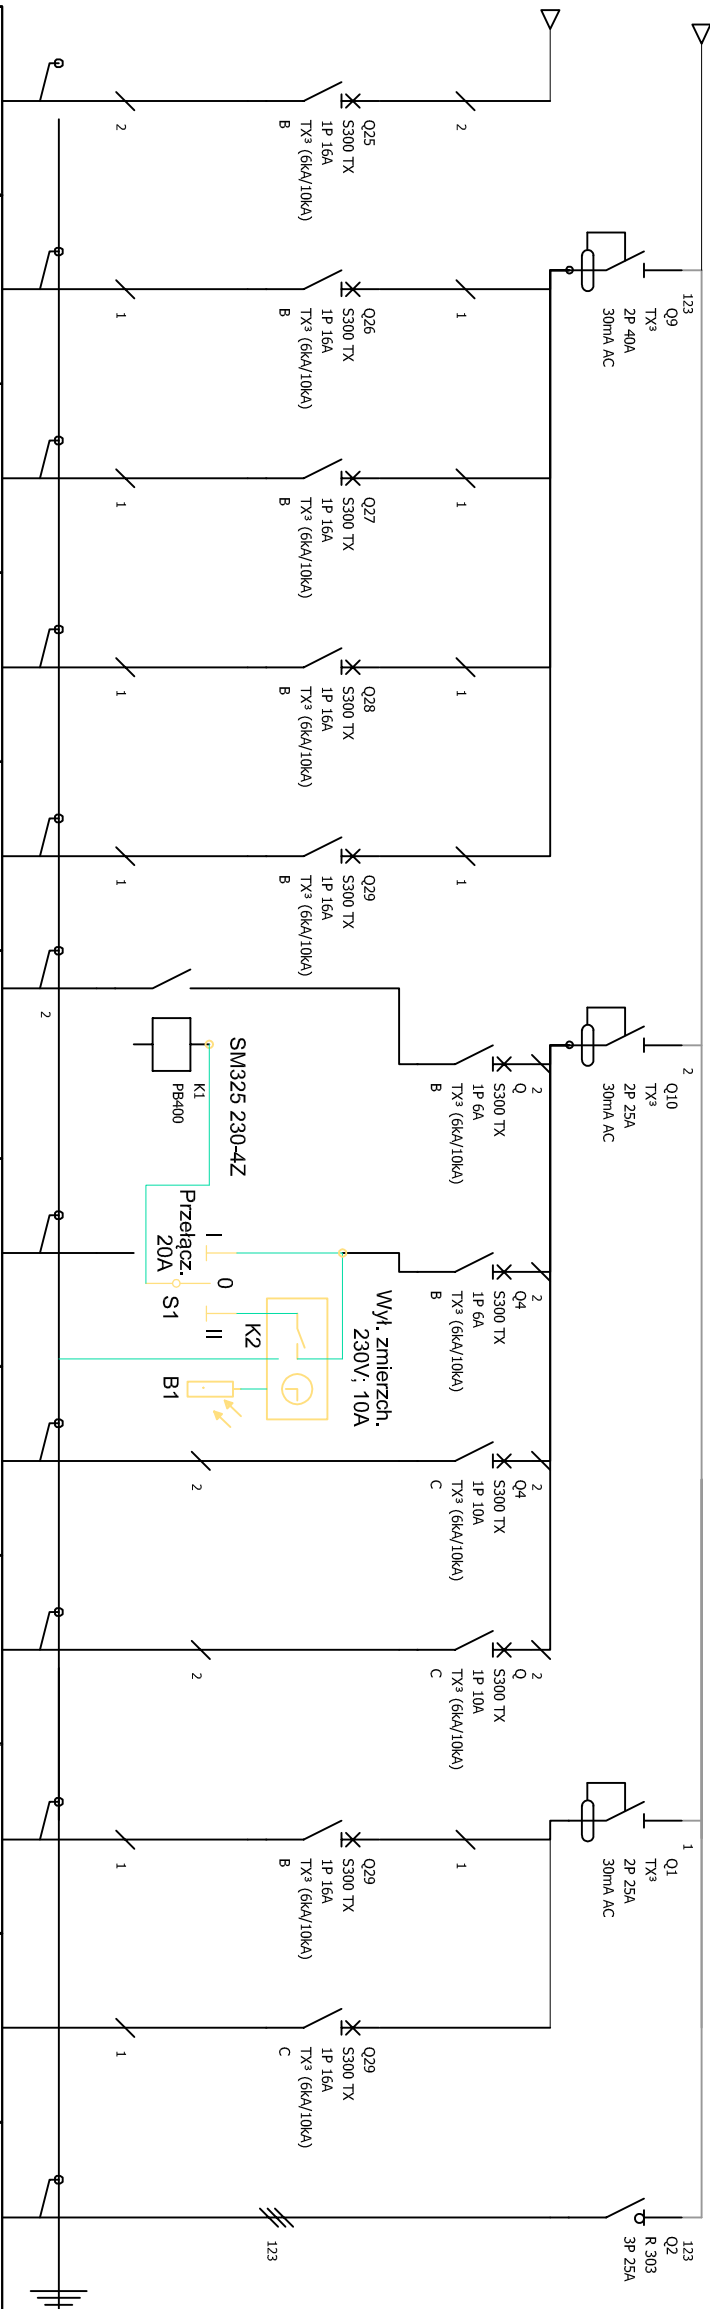 Q25
S300 TX
1P 16A
TX³ (6kA/10kA)
B
2
2
123
Q9
TX³
2P 40A
30mA AC
Q26
S300 TX
1P 16A
TX³ (6kA/10kA)
B
1
1
Q27
S300 TX
1P 16A
TX³ (6kA/10kA)
B
1
1
Q28
S300 TX
1P 16A
TX³ (6kA/10kA)
B
1
1
Q29
S300 TX
1P 16A
TX³ (6kA/10kA)
B
1
1
2
Q10
TX³
2P 25A
30mA AC
2
Q
S300 TX
1P 6A
TX³ (6kA/10kA)
B
2
SM325 230-4Z
K1
PB400
2
Q4
S300 TX
1P 6A
TX³ (6kA/10kA)
B
Wył. zmierzch.
230V; 10A
Przełącz.
20A
I
0
II
S1
K2
B1
2
Q4
S300 TX
1P 10A
TX³ (6kA/10kA)
C
2
2
Q
S300 TX
1P 10A
TX³ (6kA/10kA)
C
2
1
Q1
TX³
2P 25A
30mA AC
Q29
S300 TX
1P 16A
TX³ (6kA/10kA)
B
1
1
Q29
S300 TX
1P 16A
TX³ (6kA/10kA)
C
1
123
Q2
R 303
3P 25A
123